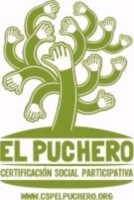 EL PUCHERO
CERTIFICACIÓN SOCIAL PARTICIPATIVA
WWW.CSPELPUCHERO.ORG